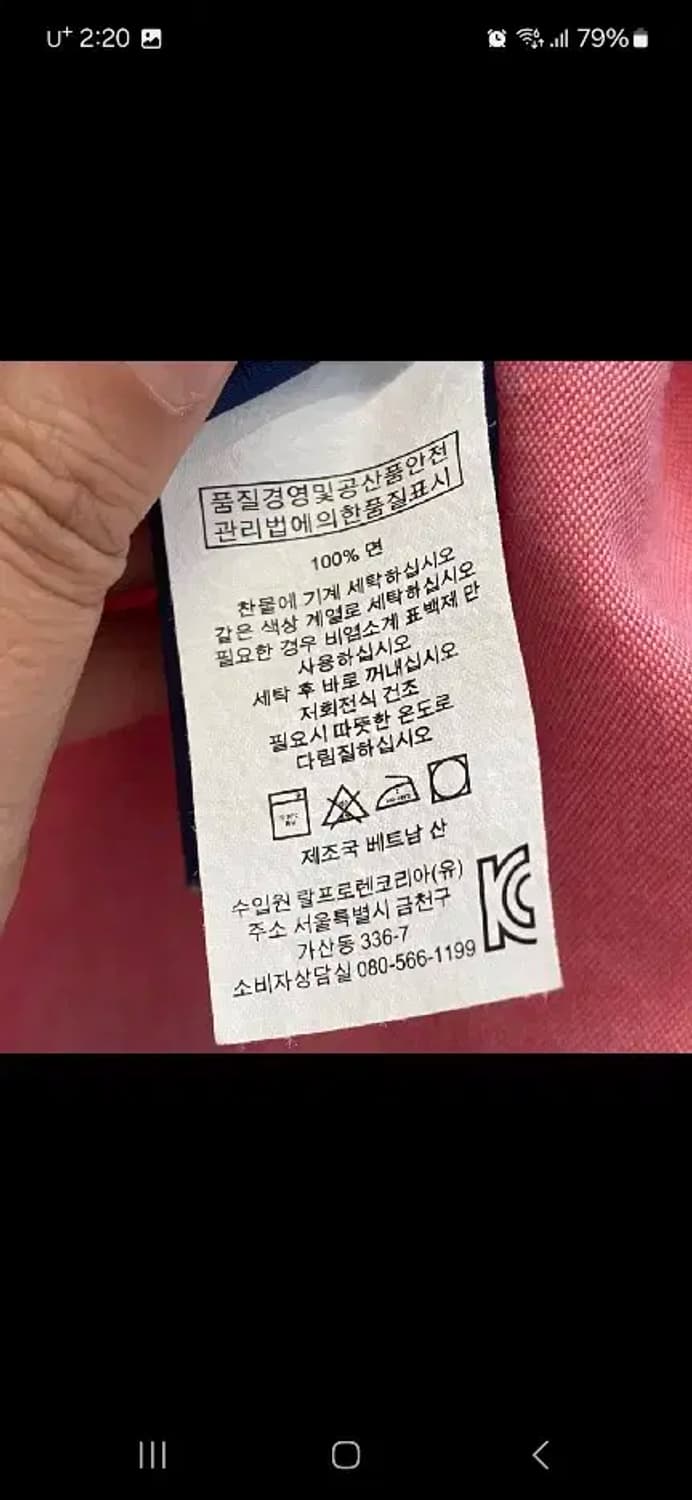 U+ 2:20 79%
품질경영및공산품안전
관리법에의한품질표시
100% 면
찬물에 기계 세탁하십시오
같은 색상 계열로 세탁하십시오
필요한 경우 비염소계 표백제 만
사용하십시오
세탁 후 바로 꺼내십시오
저회전식 건조
필요시 따뜻한 온도로
다림질하십시오
제조국 베트남 산
수입원 랄프로렌코리아(유)
주소 서울특별시 금천구
가산동 336-7
소비자상담실 080-566-1199
KC